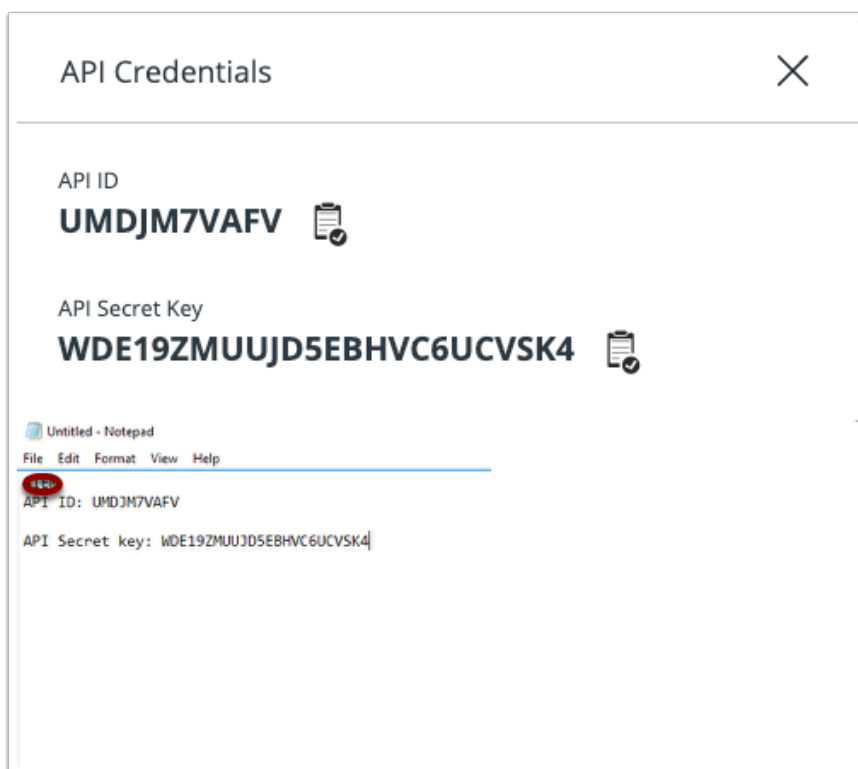 API Credentials
API ID
UMDJM7VAFV
API Secret Key
WDE19ZMUUJD5EBHVC6UCVSK4
Untitled - Notepad
File Edit Format View Help
API ID: UMDJM7VAFV
API Secret key: WDE19ZMUUJD5EBHVC6UCVSK4